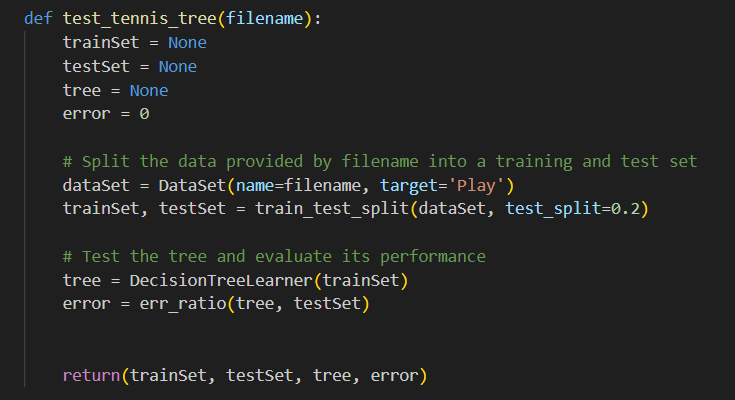 def test_tennis_tree(filename):
    trainSet = None
    testSet = None
    tree = None
    error = 0
    # Split the data provided by filename into a training and test set
    dataSet = DataSet(name=filename, target='Play')
    trainSet, testSet = train_test_split(dataSet, test_split=0.2)
    # Test the tree and evaluate its performance
    tree = DecisionTreeLearner(trainSet)
    error = err_ratio(tree, testSet)
    return(trainSet, testSet, tree, error)